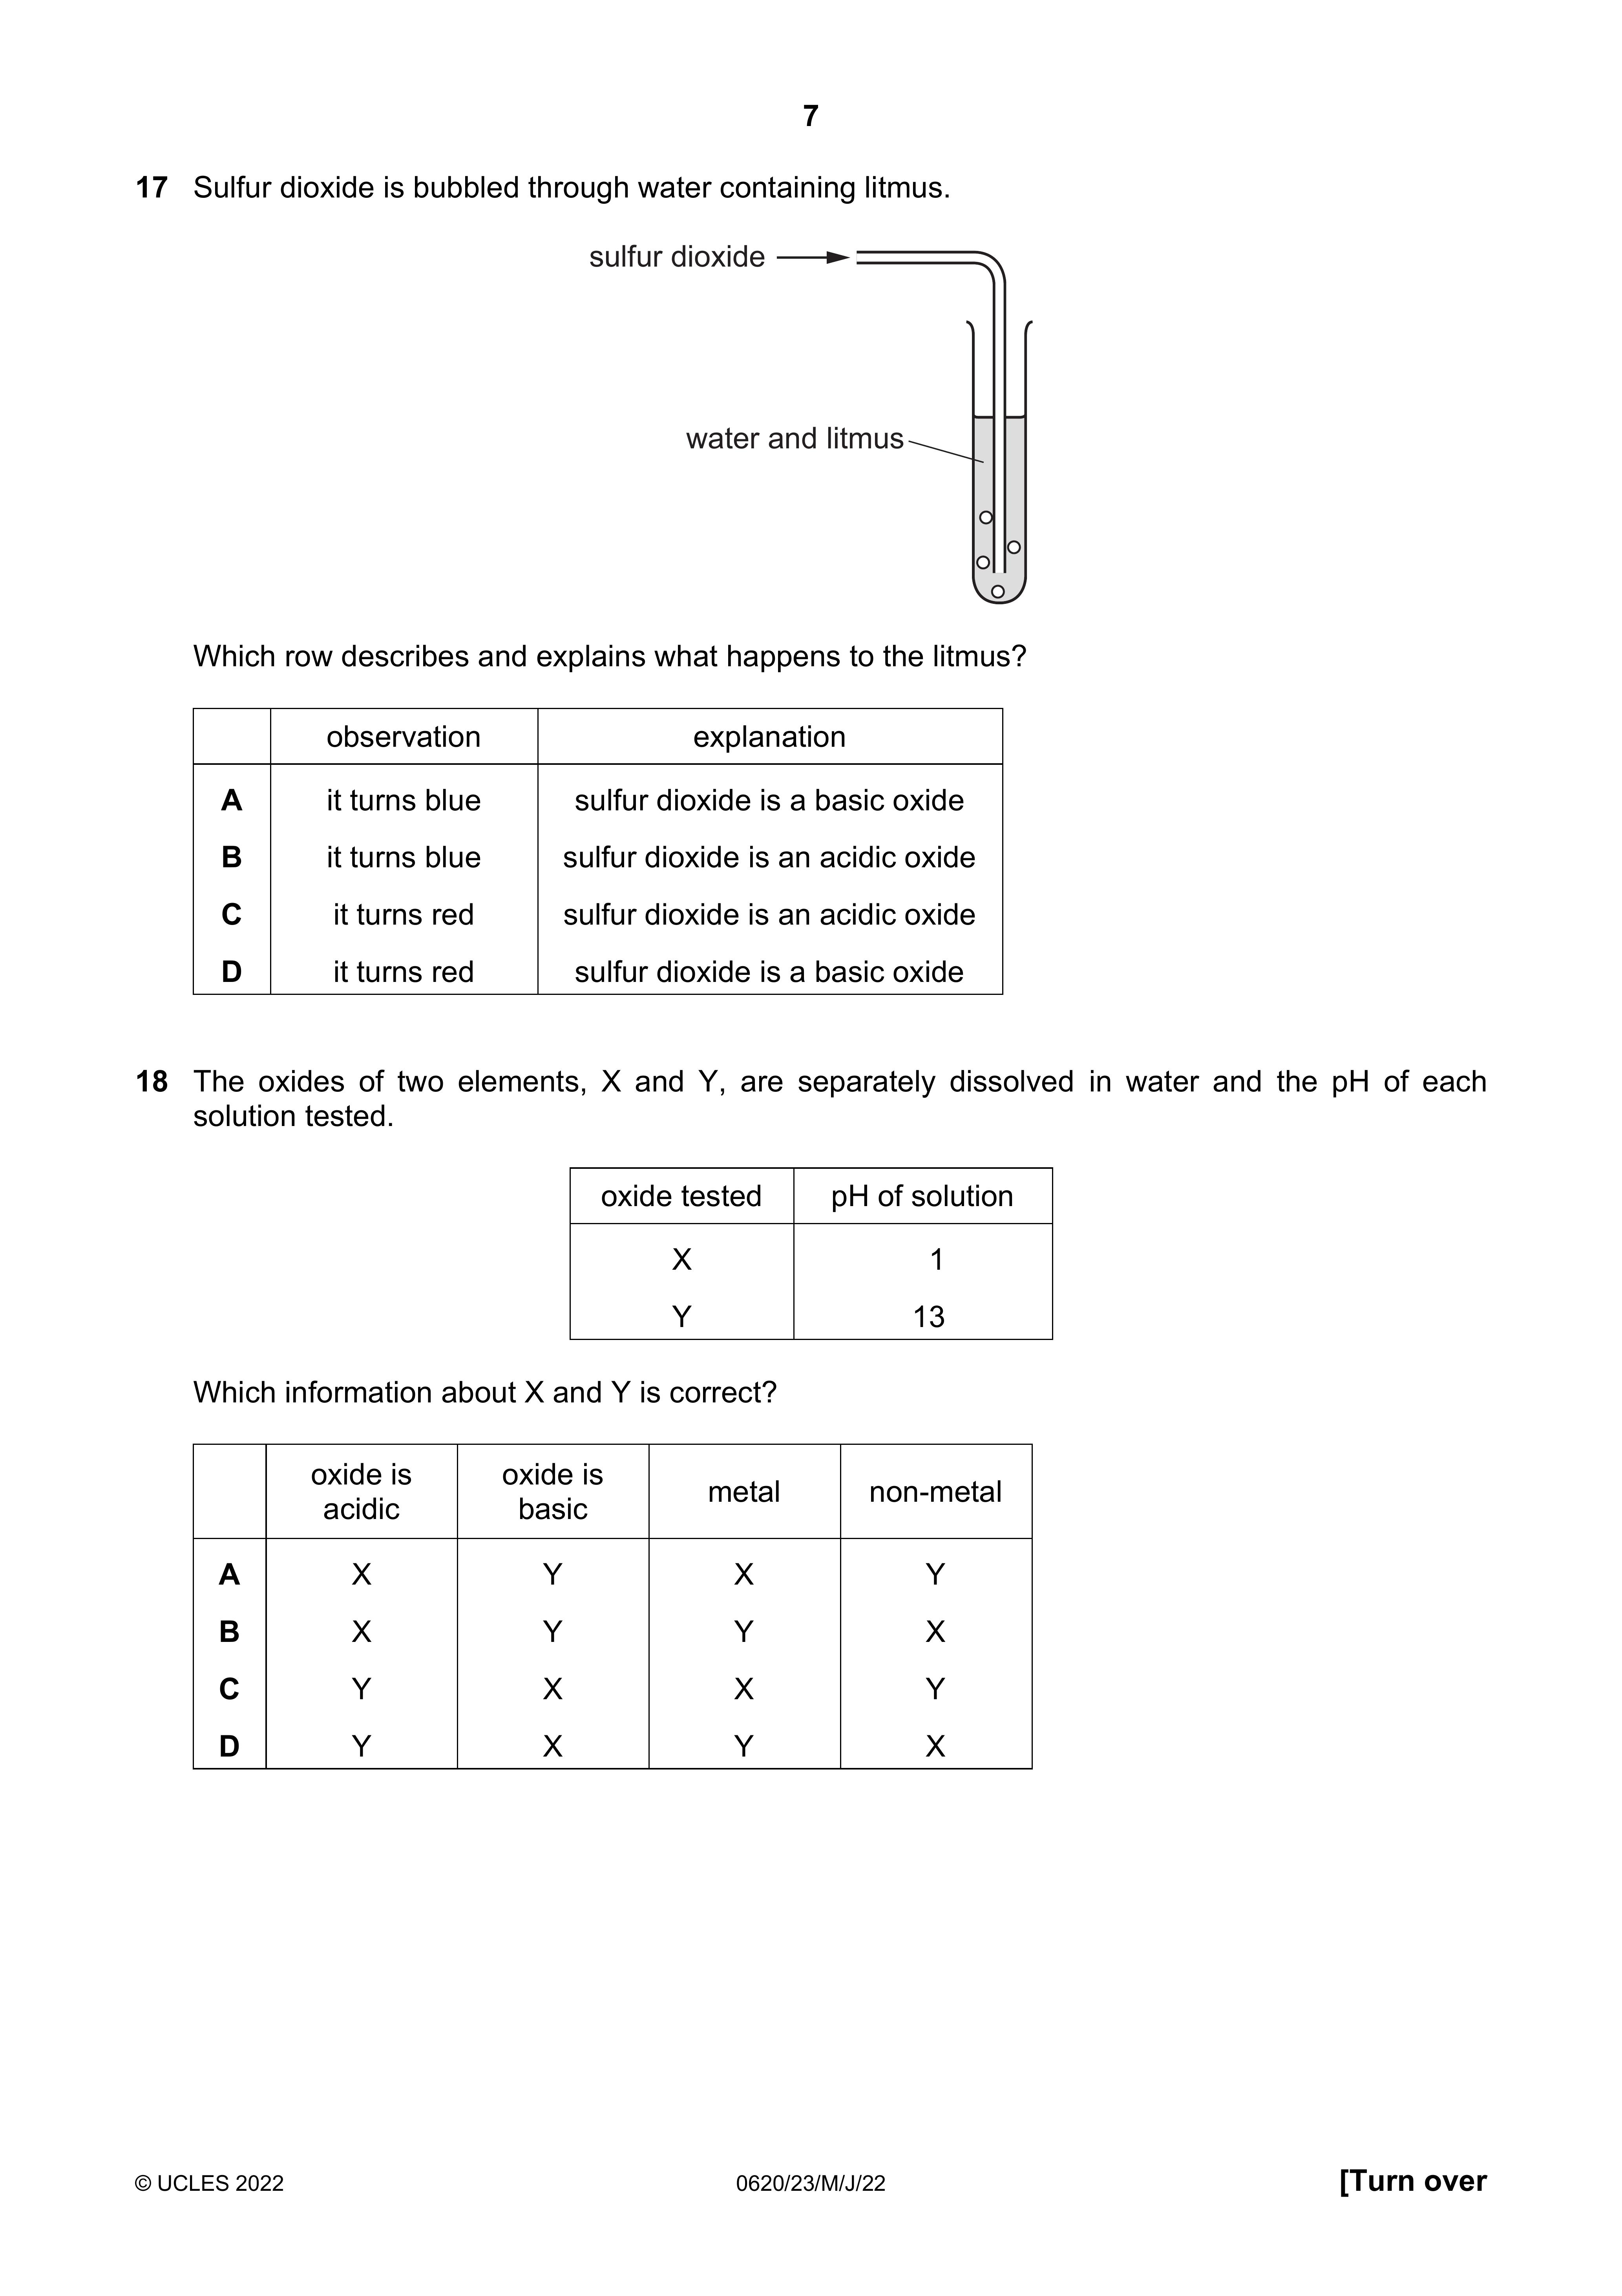 7
17 Sulfur dioxide is bubbled through water containing litmus.
sulfur dioxide
water and litmus
Which row describes and explains what happens to the litmus?
observation explanation
A it turns blue sulfur dioxide is a basic oxide
B it turns blue sulfur dioxide is an acidic oxide
C it turns red sulfur dioxide is an acidic oxide
D it turns red sulfur dioxide is a basic oxide
18 The oxides of two elements, X and Y, are separately dissolved in water and the pH of each
solution tested.
oxide tested pH of solution
X 1
Y 13
Which information about X and Y is correct?
oxide is acidic oxide is basic metal non-metal
A X Y X Y
B X Y Y X
C Y X X Y
D Y X Y X
© UCLES 2022 0620/23/M/J/22 [Turn over